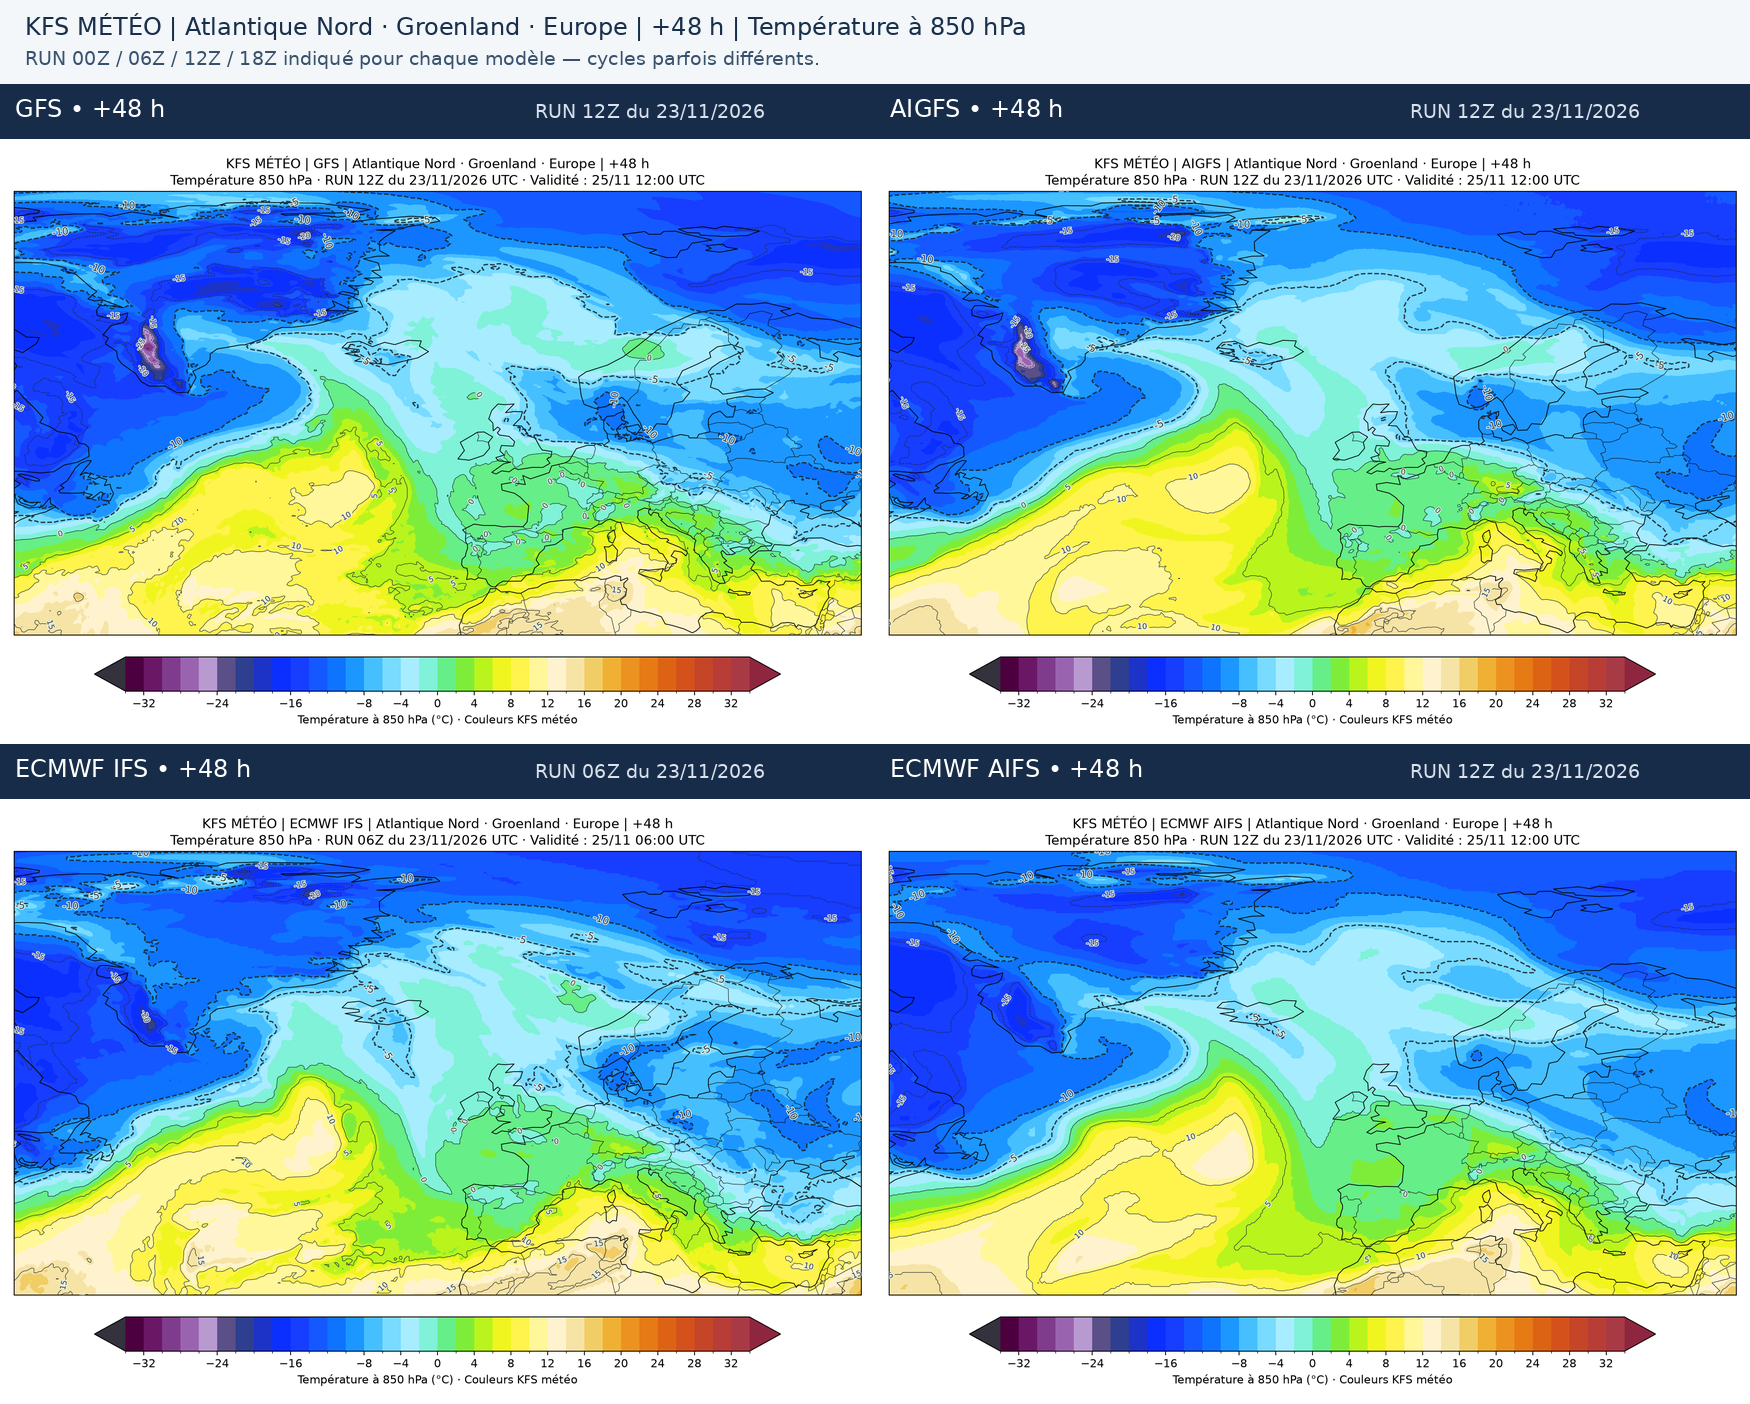 KFS MÉTÉO | Atlantique Nord · Groenland · Europe | +48 h | Température à 850 hPa
RUN 00Z / 06Z / 12Z / 18Z indiqué pour chaque modèle — cycles parfois différents.
GFS • +48 h
RUN 12Z du 23/11/2026
AIGFS • +48 h
RUN 12Z du 23/11/2026
KFS MÉTÉO | GFS | Atlantique Nord · Groenland · Europe | +48 h
Température 850 hPa · RUN 12Z du 23/11/2026 UTC · Validité : 25/11 12:00 UTC
KFS MÉTÉO | AIGFS | Atlantique Nord · Groenland · Europe | +48 h
Température 850 hPa · RUN 12Z du 23/11/2026 UTC · Validité : 25/11 12:00 UTC
−32 −24 −16 −8 −4 0 4 8 12 16 20 24 28 32
Température à 850 hPa (°C) · Couleurs KFS météo
−32 −24 −16 −8 −4 0 4 8 12 16 20 24 28 32
Température à 850 hPa (°C) · Couleurs KFS météo
ECMWF IFS • +48 h
RUN 06Z du 23/11/2026
ECMWF AIFS • +48 h
RUN 12Z du 23/11/2026
KFS MÉTÉO | ECMWF IFS | Atlantique Nord · Groenland · Europe | +48 h
Température 850 hPa · RUN 06Z du 23/11/2026 UTC · Validité : 25/11 06:00 UTC
KFS MÉTÉO | ECMWF AIFS | Atlantique Nord · Groenland · Europe | +48 h
Température 850 hPa · RUN 12Z du 23/11/2026 UTC · Validité : 25/11 12:00 UTC
−32 −24 −16 −8 −4 0 4 8 12 16 20 24 28 32
Température à 850 hPa (°C) · Couleurs KFS météo
−32 −24 −16 −8 −4 0 4 8 12 16 20 24 28 32
Température à 850 hPa (°C) · Couleurs KFS météo